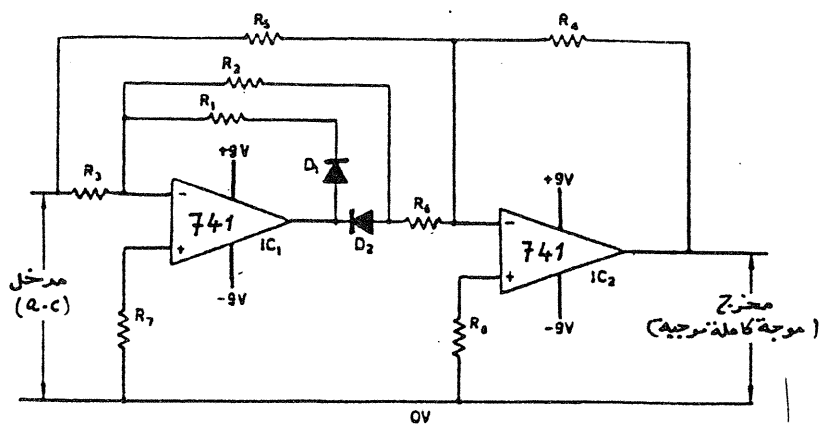 R5
R4
R2
R1
+9V
D1
R3
-
+9V
R6
741
-
+
IC1
D2
741
مدخل
(a-c)
-9V
+
IC2
مخرج
(موجة كاملة
R7
R8
-9V
0V